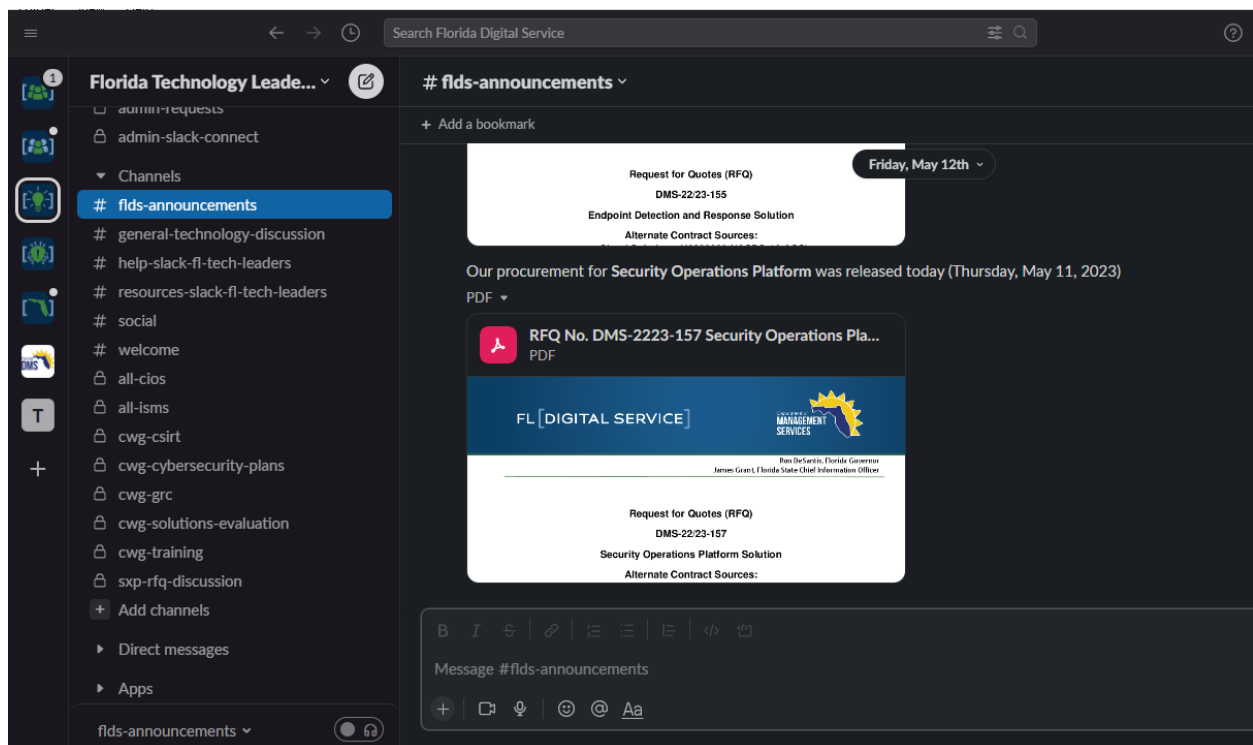 Search Florida Digital Service
1
Florida Technology Leade...
admin-requests
admin-slack-connect
Channels
# flds-announcements
# general-technology-discussion
# help-slack-fl-tech-leaders
# resources-slack-fl-tech-leaders
# social
# welcome
all-cios
all-isms
cwg-csirt
cwg-cybersecurity-plans
cwg-grc
cwg-solutions-evaluation
cwg-training
sxp-rfq-discussion
+ Add channels
Direct messages
Apps
flds-announcements
DMS
T
# flds-announcements
+ Add a bookmark
Friday, May 12th
Request for Quotes (RFQ)
DMS-22/23-155
Endpoint Detection and Response Solution
Alternate Contract Sources:
Our procurement for Security Operations Platform was released today (Thursday, May 11, 2023)
PDF
RFQ No. DMS-2223-157 Security Operations Pla...
PDF
FL[DIGITAL SERVICE]
Department of
MANAGEMENT
SERVICES
Ron DeSantis, Florida Governor
James Grant, Florida State Chief Information Officer
Request for Quotes (RFQ)
DMS-22/23-157
Security Operations Platform Solution
Alternate Contract Sources:
B I S
Message #flds-announcements
@ Aa